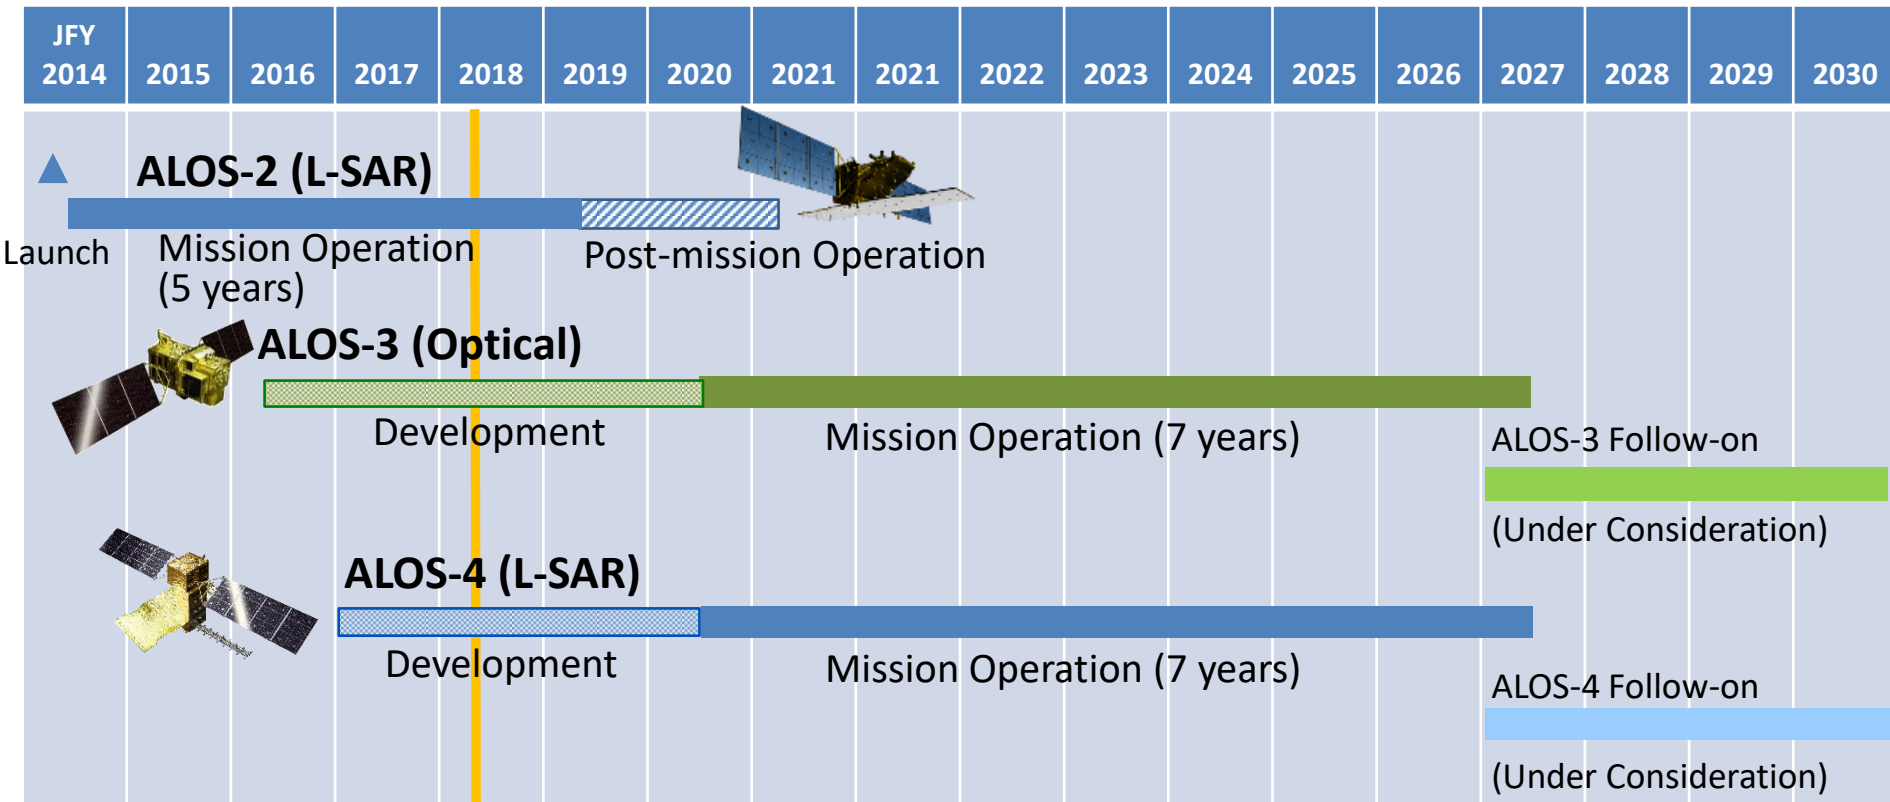 JFY
2014 2015 2016 2017 2018 2019 2020 2021 2021 2022 2023 2024 2025 2026 2027 2028 2029 2030
ALOS-2 (L-SAR)
Launch
Mission Operation
(5 years)
Post-mission Operation
ALOS-3 (Optical)
Development
Mission Operation (7 years)
ALOS-3 Follow-on
(Under Consideration)
ALOS-4 (L-SAR)
Development
Mission Operation (7 years)
ALOS-4 Follow-on
(Under Consideration)